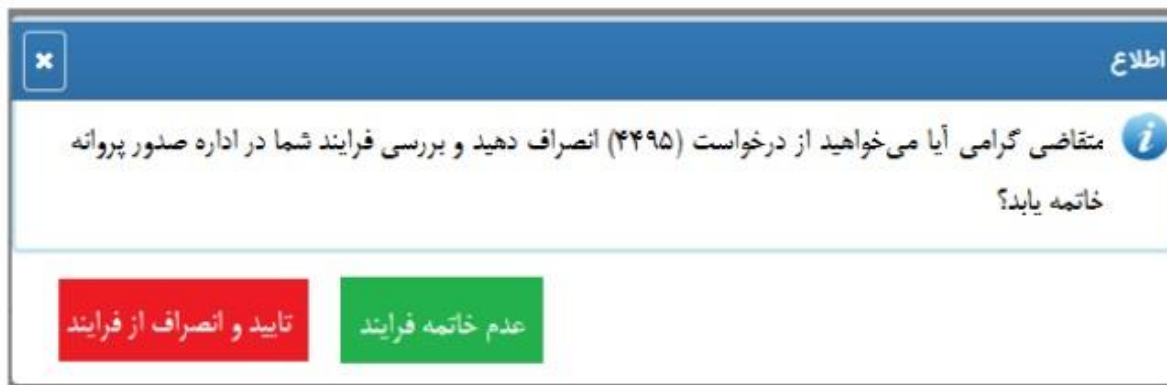 اطلاع
متقاضی گرامی آیا می‌خواهید از درخواست (۴۴۹۵) انصراف دهید و بررسی فرایند شما در اداره صدور پروانه
خاتمه یابد؟
عدم خاتمه فرایند
تایید و انصراف از فرایند